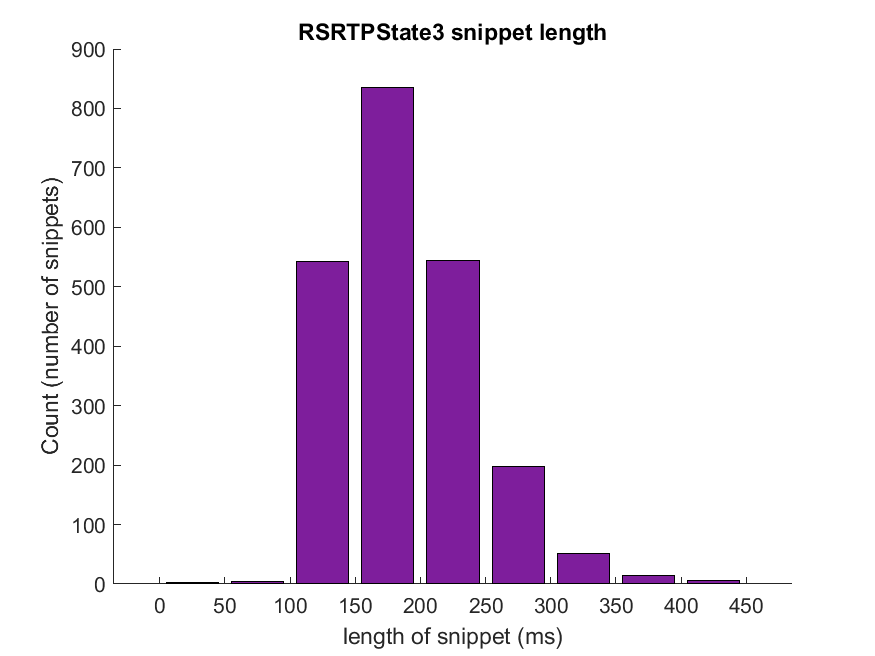 RSRTPState3 snippet length
900
800
700
600
500
400
300
200
100
0
Count (number of snippets)
0 50 100 150 200 250 300 350 400 450
length of snippet (ms)